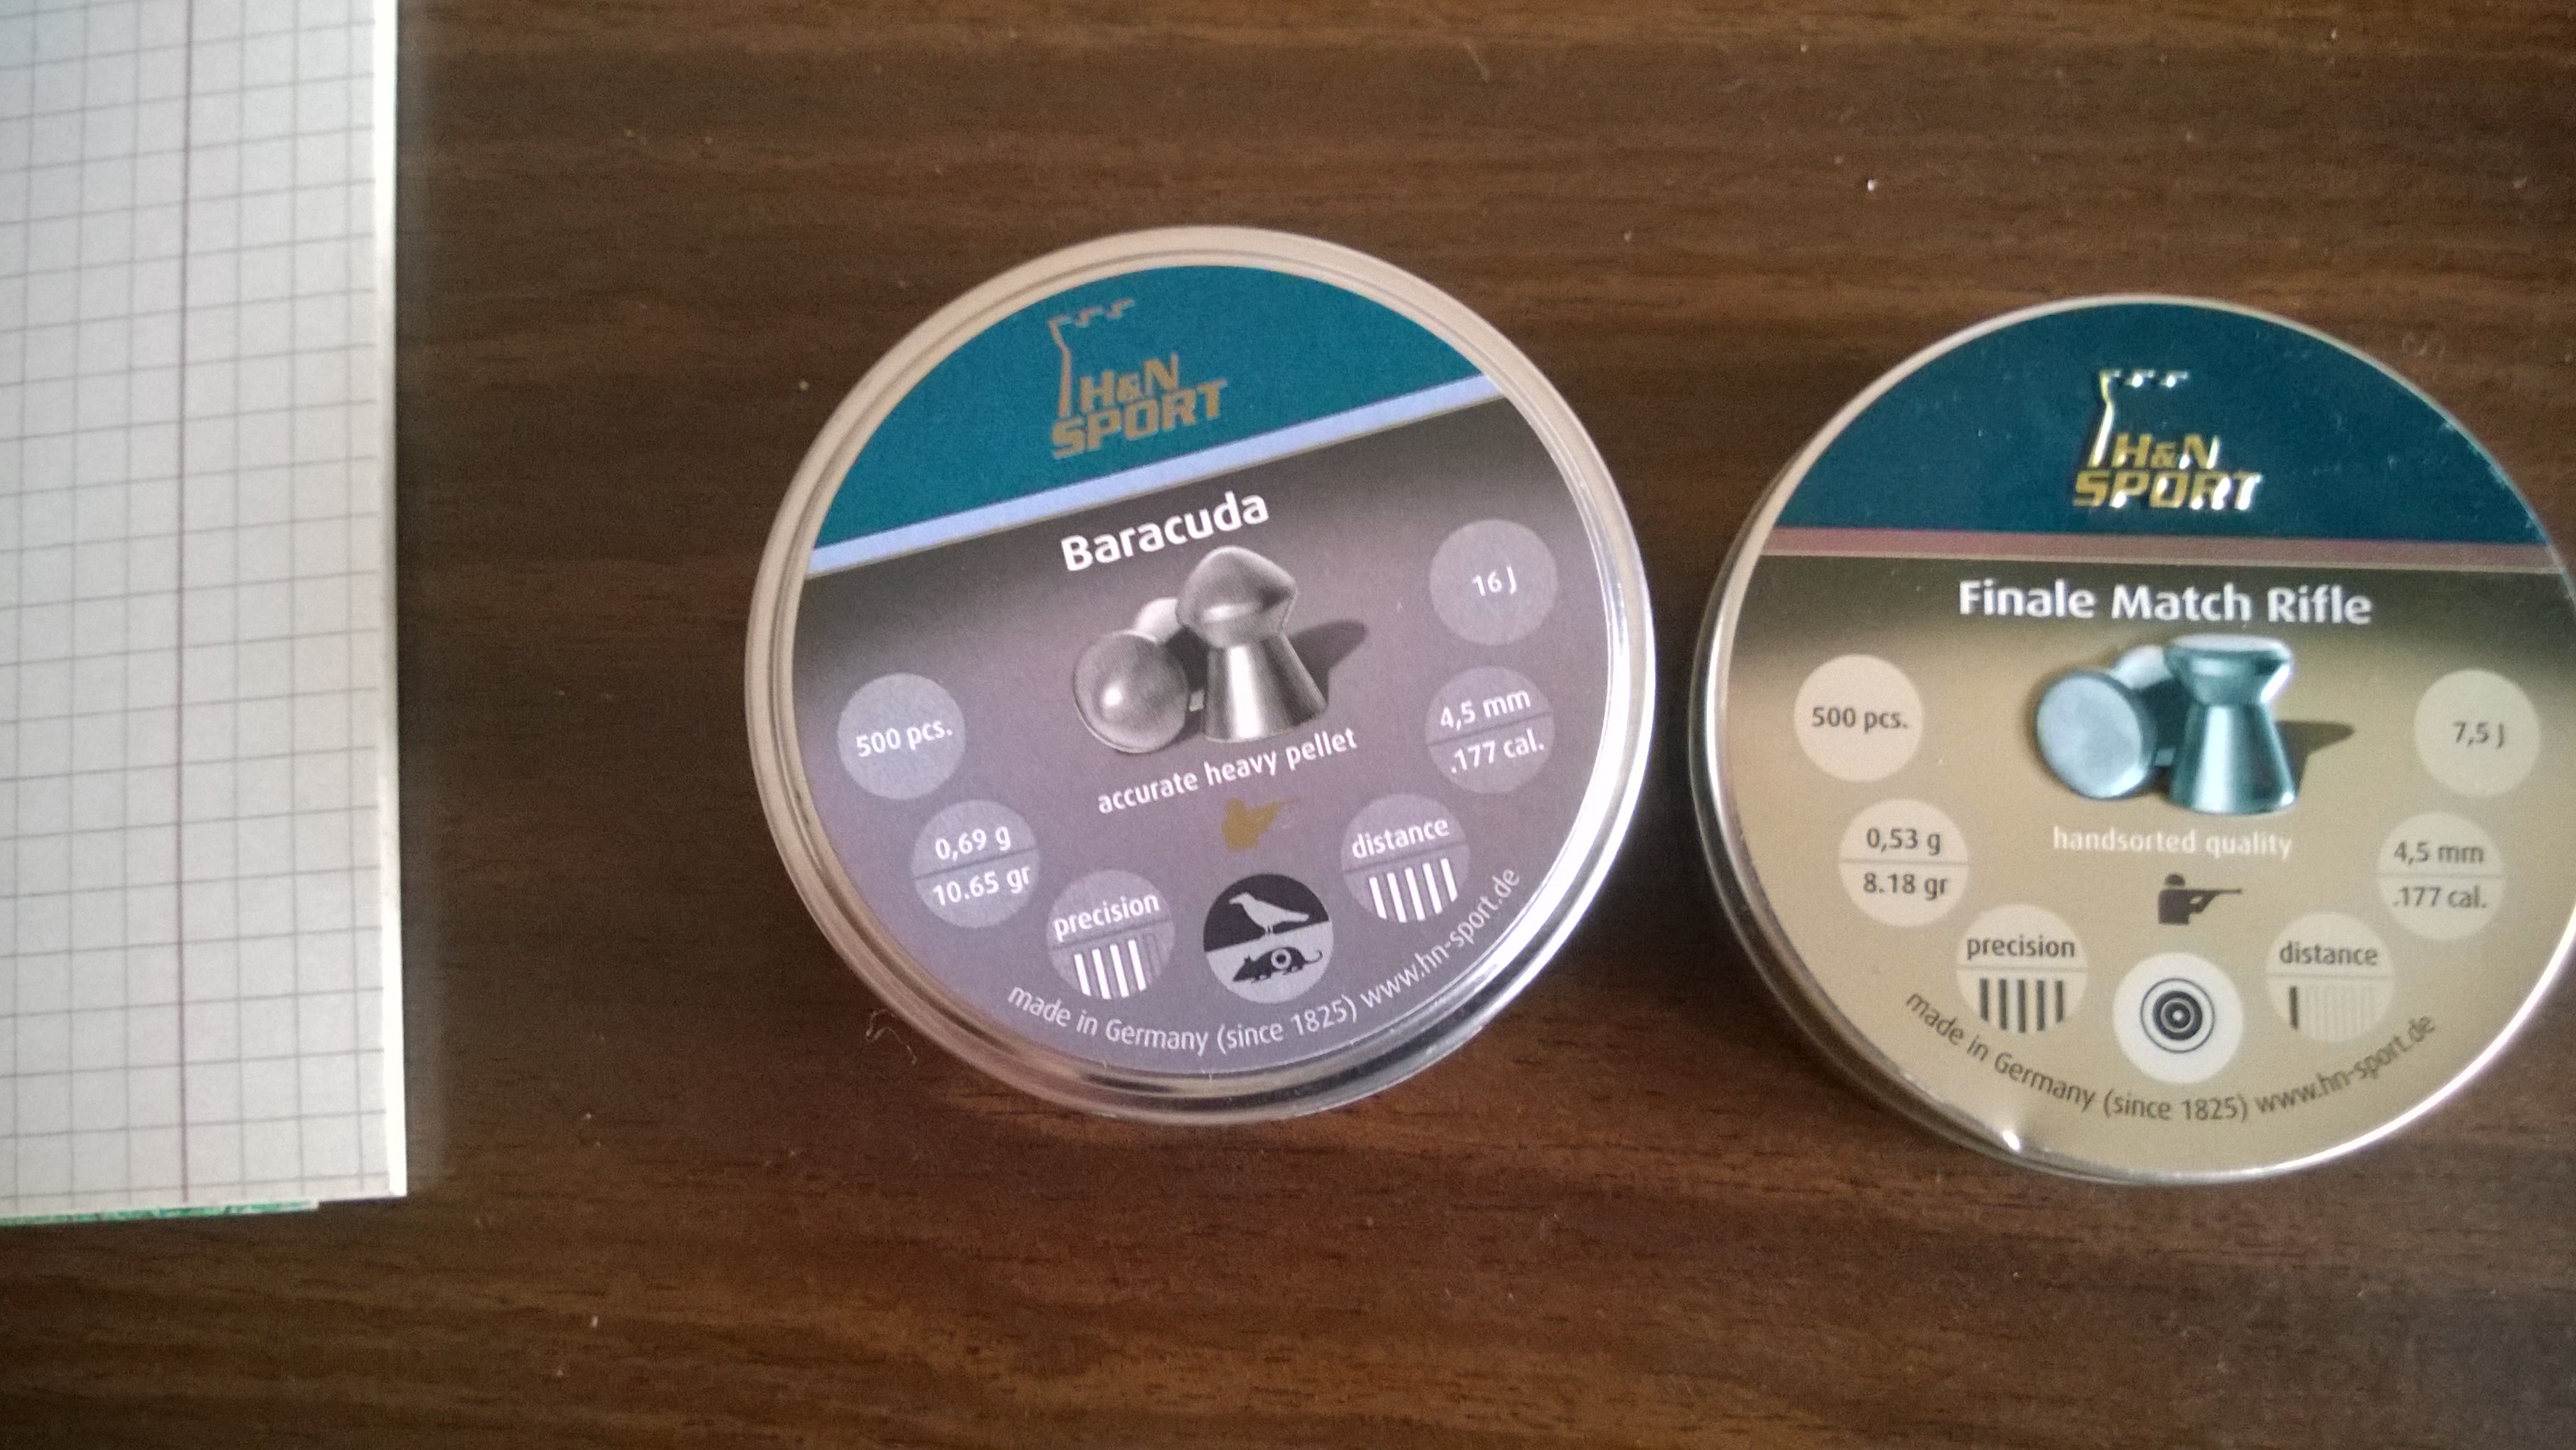 H&N
SPORT
Baracuda
16 J
500 pcs.
4,5 mm
.177 cal.
accurate heavy pellet
0,69 g
10.65 gr
precision
distance
made in Germany (since 1825) www.hn-sport.de
H&N
SPORT
Finale Match Rifle
500 pcs.
7,5 J
0,53 g
8.18 gr
handsorted quality
4,5 mm
.177 cal.
precision
distance
made in Germany (since 1825) www.hn-sport.de